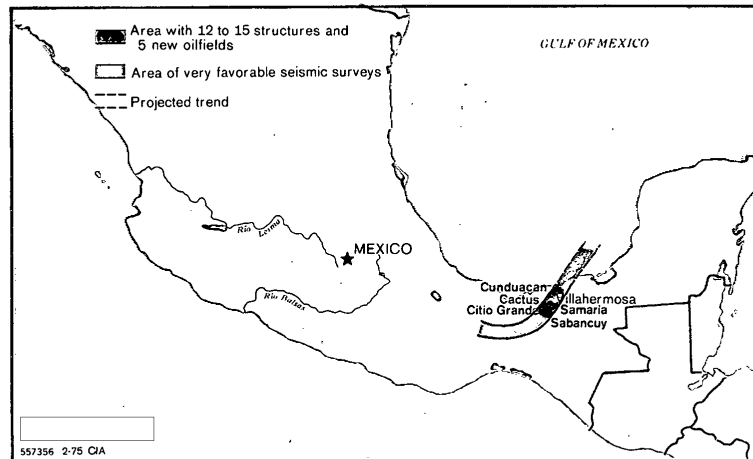 Area with 12 to 15 structures and
5 new oilfields
GULF OF MEXICO
Area of very favorable seismic surveys
Projected trend
Rio Lerma
MEXICO
Rio Balsas
Cunduacan
Cactus
illahermosa
Citio Grande
Samaria
Sabancuy
557356 2-75 CIA